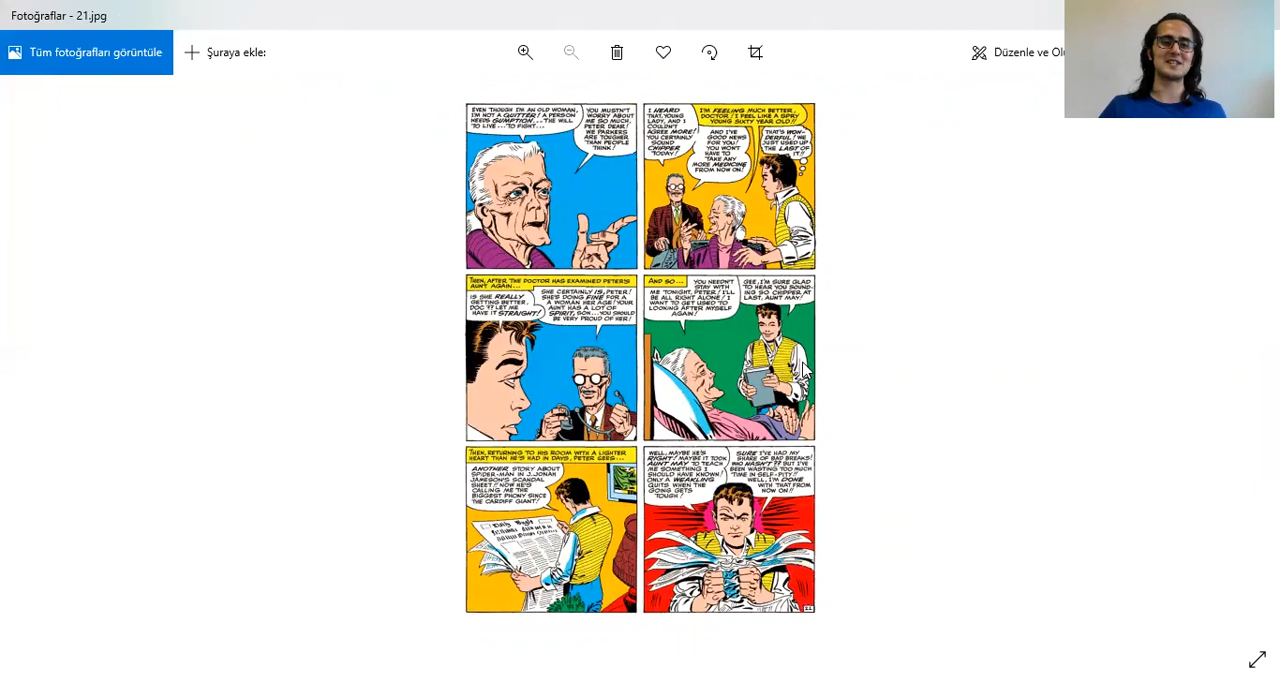 Fotoğraflar - 21.jpg
Tüm fotoğrafları görüntüle
Şuraya ekle:
Düzenle ve Olu
EVEN THOUGH I'M AN OLD WOMAN,
I'M NOT A QUITTER! A PERSON
NEEDS GUMPTION... THE WILL
TO LIVE... TO FIGHT...
YOU MUSTN'T
WORRY ABOUT
ME SO MUCH,
PETER DEAR!
WE PARKERS
ARE TOUGHER
THAN PEOPLE
THINK!
I HEARD
THAT, YOUNG
LADY, AND I
COULDN'T
AGREE MORE!
YOU CERTAINLY
SOUND
CHIPPER
TODAY!
I'M FEELING MUCH BETTER,
DOCTOR! I FEEL LIKE A SPRY
YOUNG SIXTY YEAR OLD!!
AND I'VE
GOOD NEWS
FOR YOU!
YOU WON'T
HAVE TO
TAKE ANY
MORE MEDICINE
FROM NOW ON!
THAT'S WON-
DERFUL! WE
JUST USED UP
THE LAST OF
IT!!
THEN, AFTER THE DOCTOR HAS EXAMINED PETER'S
AUNT AGAIN...
IS SHE REALLY
GETTING BETTER,
DOC?? LET ME
HAVE IT STRAIGHT!
SHE CERTAINLY IS, PETER!
SHE'S DOING FINE FOR A
A WOMAN HER AGE! YOUR
AUNT HAS A LOT OF
SPIRIT, SON... YOU SHOULD
BE VERY PROUD OF HER!
AND SO...
YOU NEEDN'T
STAY WITH
ME TONIGHT, PETER! I'LL
BE ALL RIGHT ALONE! I
WANT TO GET USED TO
LOOKING AFTER MYSELF
AGAIN!
GEE, I'M SURE GLAD
TO HEAR YOU SOUND-
ING SO CHIPPER AT
LAST, AUNT MAY!
THEN, RETURNING TO HIS ROOM WITH A LIGHTER
HEART THAN HE'S HAD IN DAYS, PETER SEES...
ANOTHER STORY ABOUT
SPIDER-MAN IN J. JONAH
JAMESON'S SCANDAL
SHEET!! NOW HE'S
CALLING ME THE
BIGGEST PHONY SINCE
THE CARDIFF GIANT!
WELL, MAYBE HE'S
RIGHT! MAYBE IT TOOK
AUNT MAY TO TEACH
ME SOMETHING I
SHOULD HAVE KNOWN!
ONLY A WEAKLING
QUITS WHEN THE
GOING GETS
TOUGH!
SURE I'VE HAD MY
SHARE OF BAD BREAKS!
WHO HASN'T?? BUT I'VE
BEEN WASTING TOO MUCH
TIME IN SELF-PITY!!
WELL, I'M DONE
WITH THAT FROM
NOW ON!!